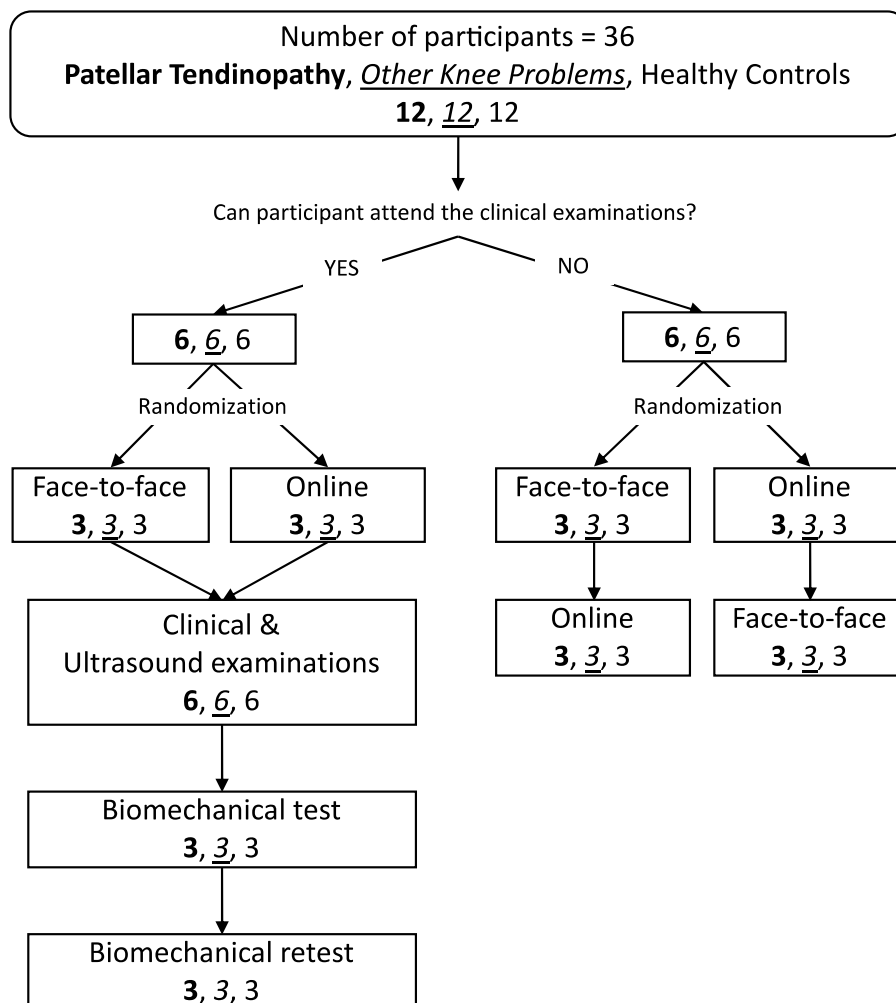 Number of participants = 36
Patellar Tendinopathy, Other Knee Problems, Healthy Controls
12, 12, 12
Can participant attend the clinical examinations?
YES
NO
6, 6, 6
6, 6, 6
Randomization
Randomization
Face-to-face
3, 3, 3
Online
3, 3, 3
Face-to-face
3, 3, 3
Online
3, 3, 3
Clinical &
Ultrasound examinations
6, 6, 6
Online
3, 3, 3
Face-to-face
3, 3, 3
Biomechanical test
3, 3, 3
Biomechanical retest
3, 3, 3